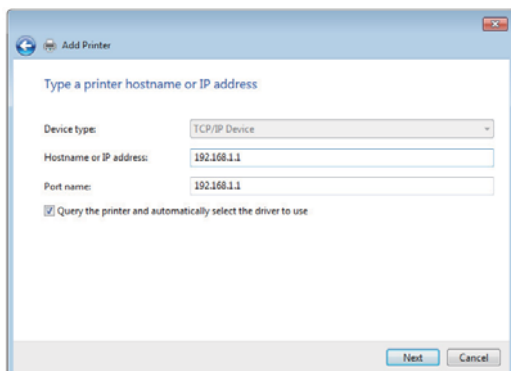 Add Printer
Type a printer hostname or IP address
Device type: TCP/IP Device
Hostname or IP address: 192.168.1.1
Port name: 192.168.1.1
Query the printer and automatically select the driver to use
Next Cancel